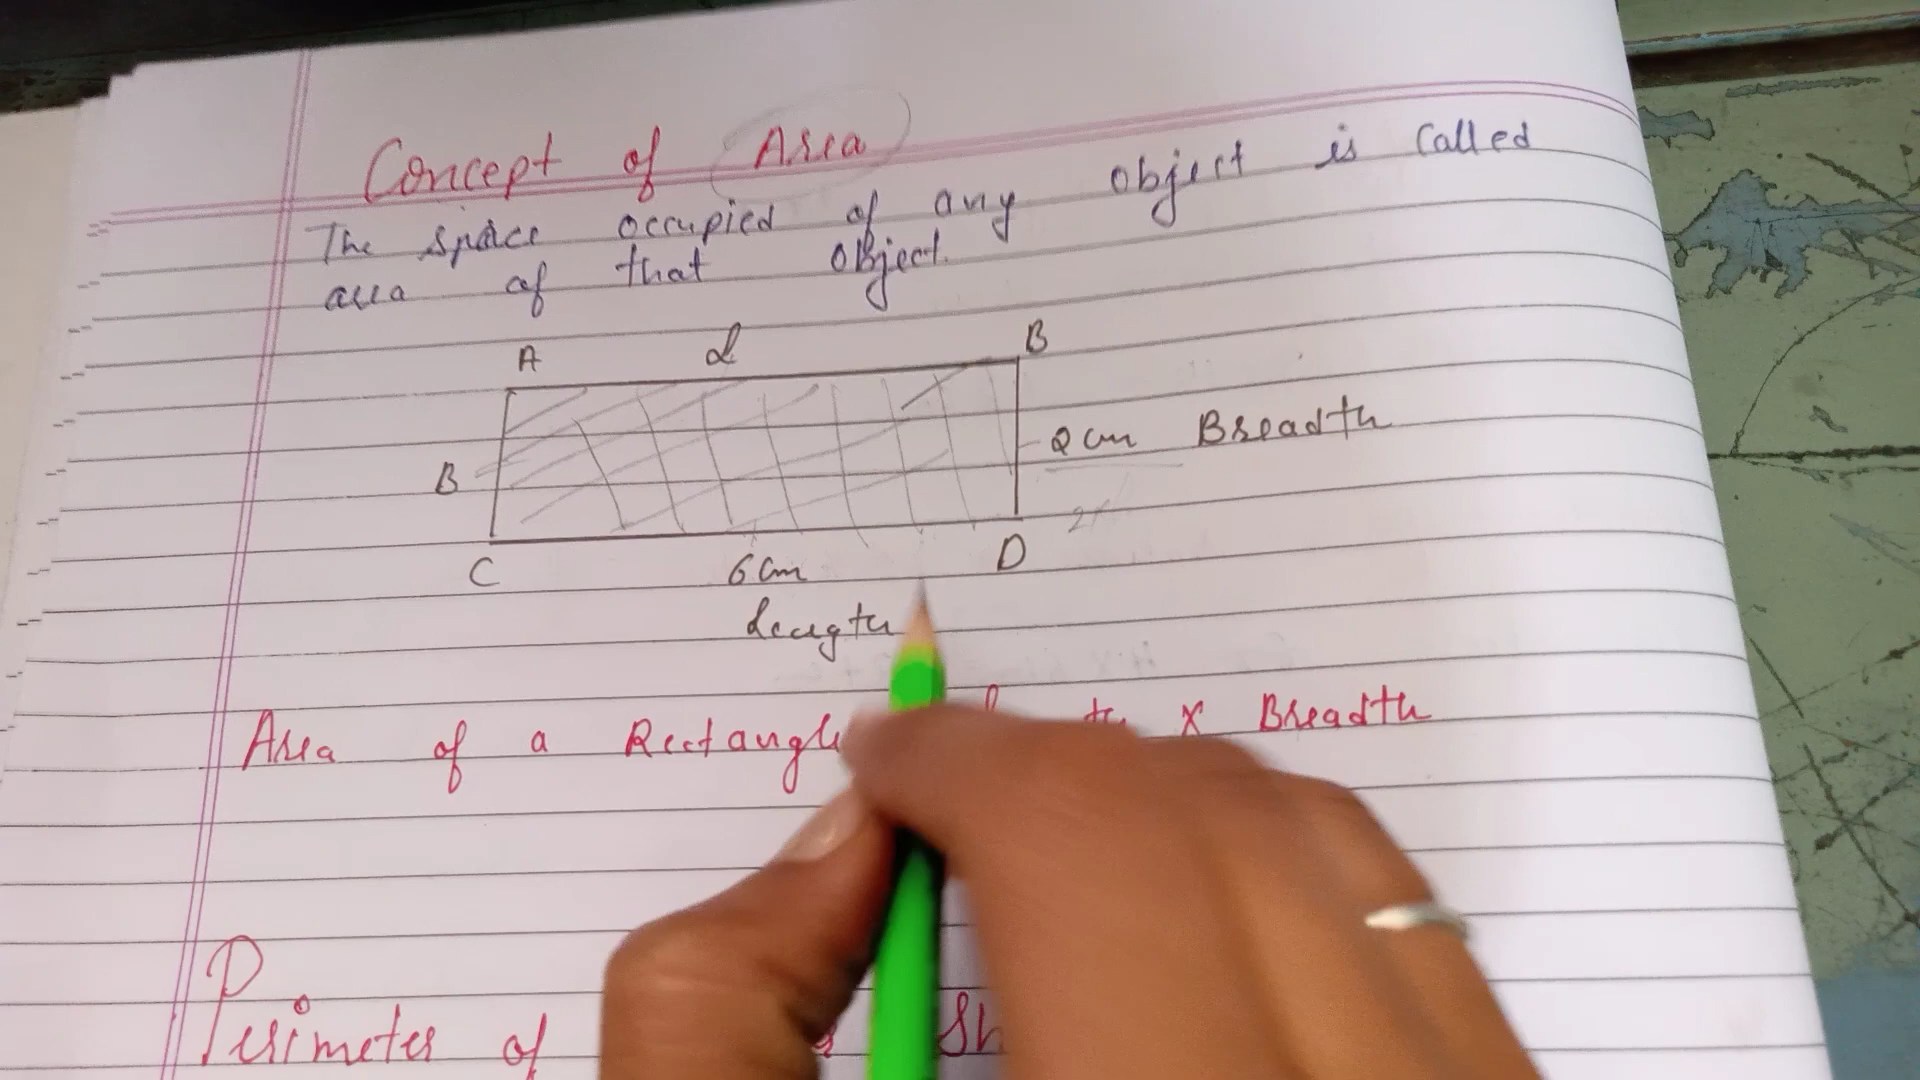 Concept of Area
The space occupied of any object is called
area of that object.
A l B
B 2 cm Breadth
C 6 cm D
Length
Area of a Rectangle × Breadth
P
Perimeter of